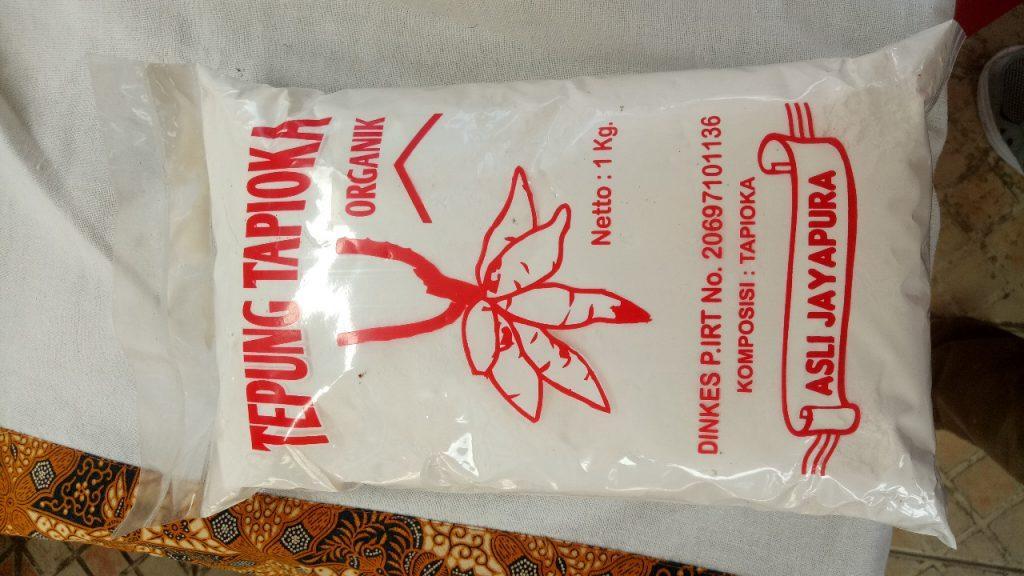 TEPUNG TAPIOKA
ORGANIK
Netto : 1 Kg.
DINKES P.IRT No. 20697101136
KOMPOSISI : TAPIOKA
ASLI JAYAPURA